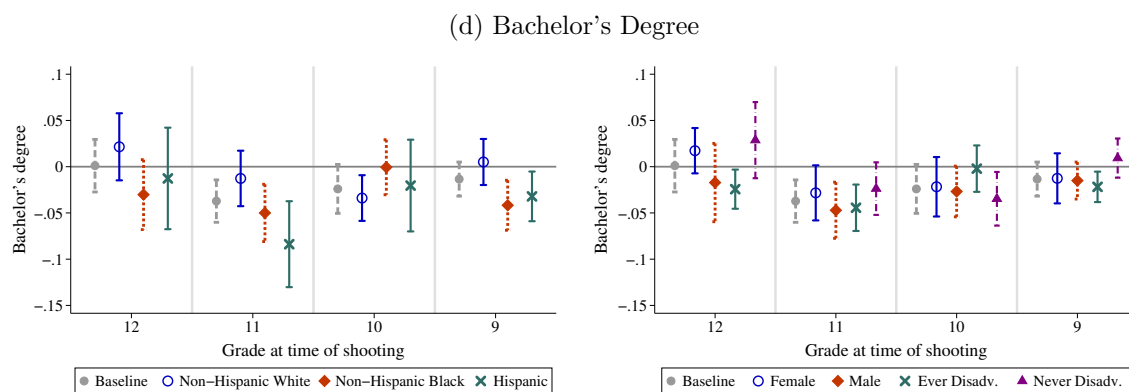 (d) Bachelor's Degree
Bachelor's degree
.1
.05
0
−.05
−.1
−.15
12
11
10
9
Grade at time of shooting
Baseline
Non−Hispanic White
Non−Hispanic Black
Hispanic
Bachelor's degree
.1
.05
0
−.05
−.1
−.15
12
11
10
9
Grade at time of shooting
Baseline
Female
Male
Ever Disadv.
Never Disadv.